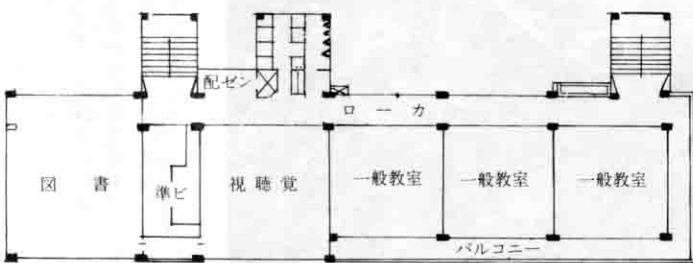 配ゼン
ローカ
図書
準ビ
視聴覚
一般教室
一般教室
一般教室
バルコニー